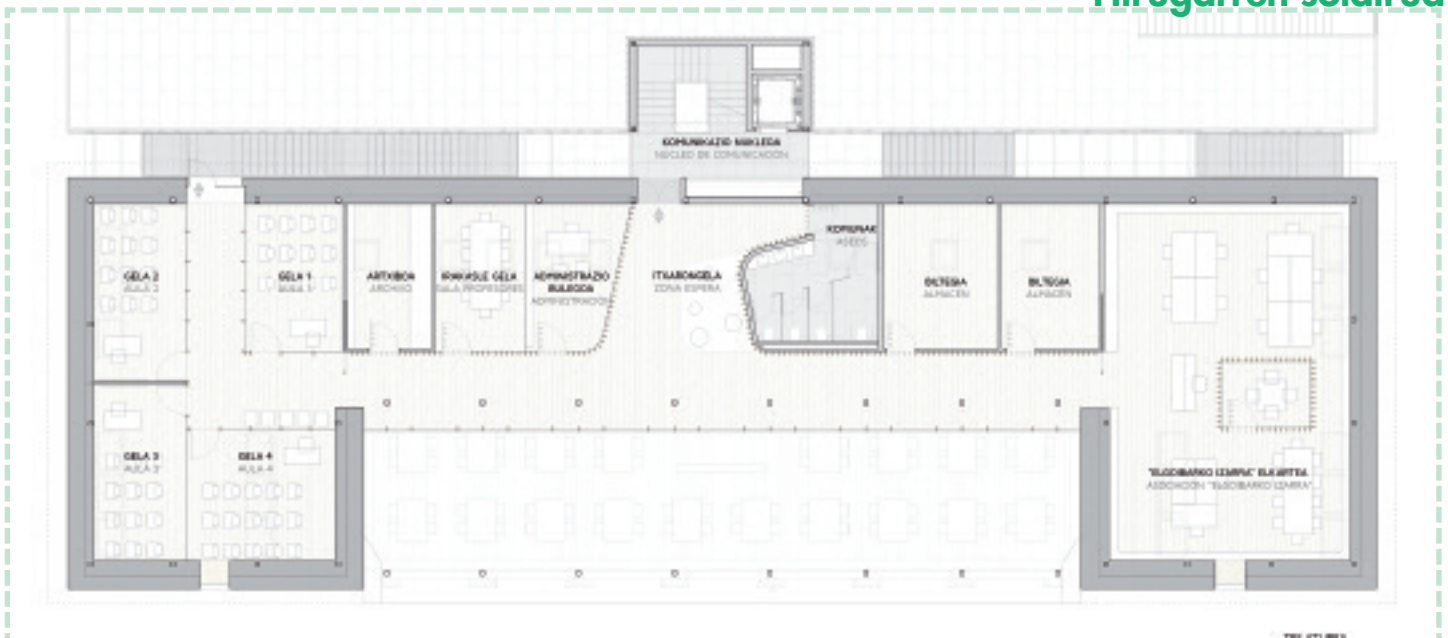 KOMUNIKAZIO NUKLEOA
NÚCLEO DE COMUNICACIÓN
GELA 2
AULA 2
GELA 1
AULA 1
ARTXIBOA
ARCHIVO
IRAKASLE GELA
SALA PROFESORES
ADMINISTRAZIO
BULEGOA
ADMINISTRACIÓN
ITXARONGELA
ZONA ESPERA
KOMUNAK
ASEOS
BILTEGIA
ALMACÉN
BILTEGIA
ALMACÉN
GELA 3
AULA 3
GELA 4
AULA 4
"ELGOIBARKO IZARRA" ELKARTEA
ASOCIACIÓN "ELGOIBARKO IZARRA"